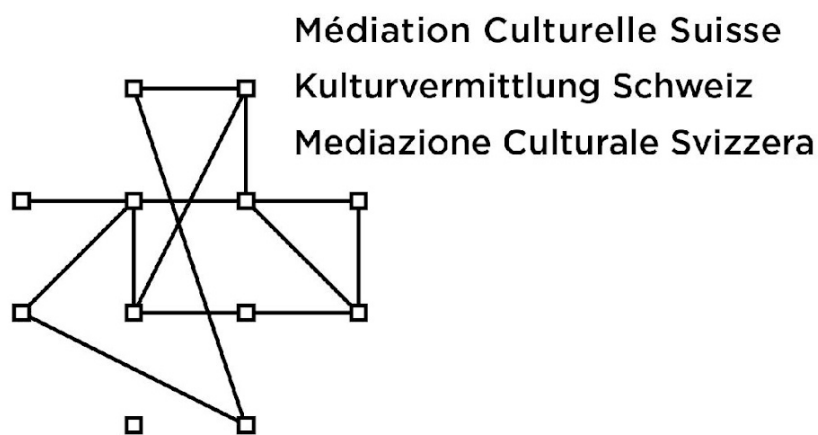 Médiation Culturelle Suisse
Kulturvermittlung Schweiz
Mediazione Culturale Svizzera